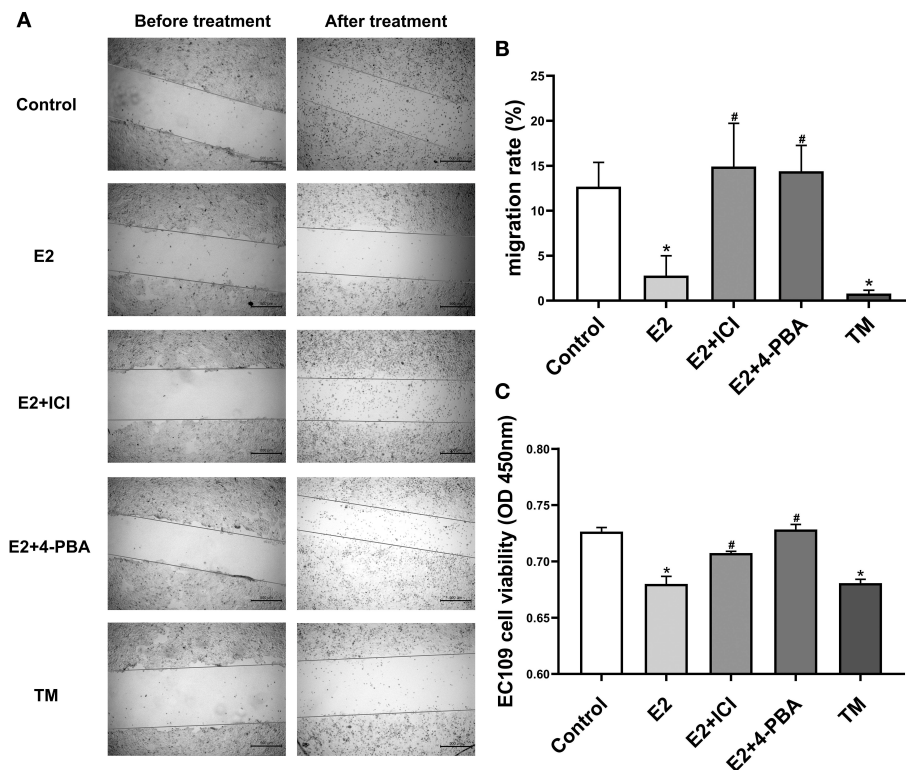 A
Before treatment
After treatment
Control
E2
E2+ICI
E2+4-PBA
TM
B
migration rate (%)
25
20
15
10
5
0
*
#
#
*
Control
E2
E2+ICI
E2+4-PBA
TM
C
EC109 cell viability (OD 450nm)
0.80
0.75
0.70
0.65
0.60
*
#
#
*
Control
E2
E2+ICI
E2+4-PBA
TM